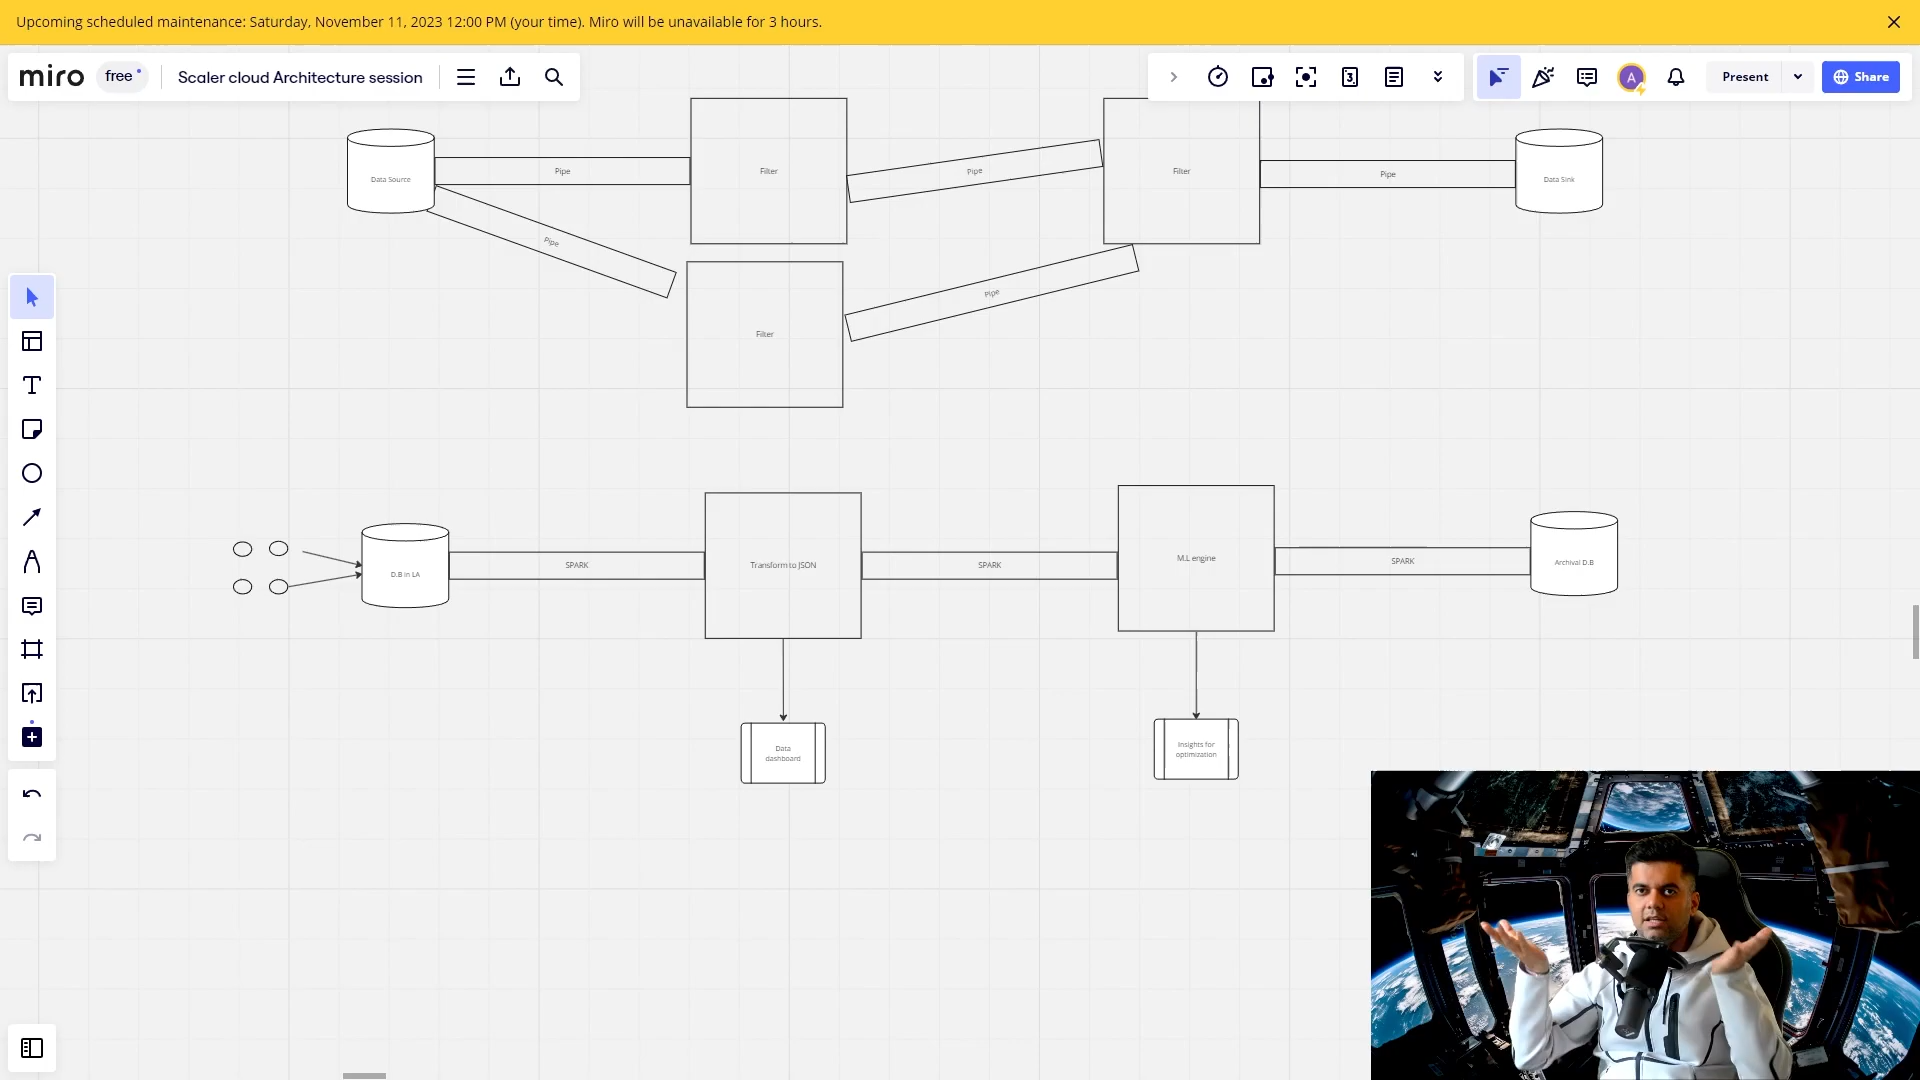 Upcoming scheduled maintenance: Saturday, November 11, 2023 12:00 PM (your time). Miro will be unavailable for 3 hours.
miro free Scaler cloud Architecture session
3 A Present Share
Data Source Pipe Filter Pipe Filter Pipe Data Sink
Pipe
Pipe
Filter
D.B in LA SPARK Transform to JSON SPARK M.L engine SPARK Archival D.B
Data
dashboard
Insights for
optimization